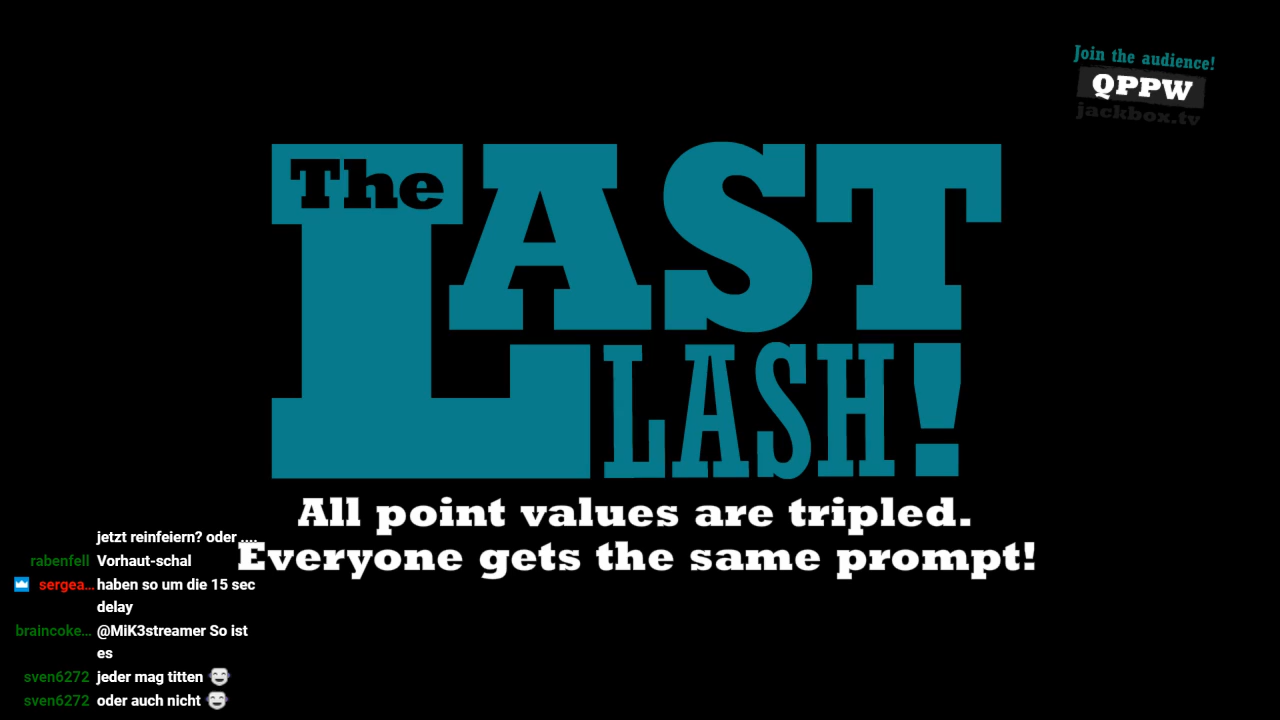 Join the audience!
QPPW
jackbox.tv
The
LAST
LASH!
All point values are tripled.
Everyone gets the same prompt!
jetzt reinfeiern? oder ....
rabenfell Vorhaut-schal
sergea... haben so um die 15 sec
delay
braincoke... @MiK3streamer So ist
es
sven6272 jeder mag titten
sven6272 oder auch nicht